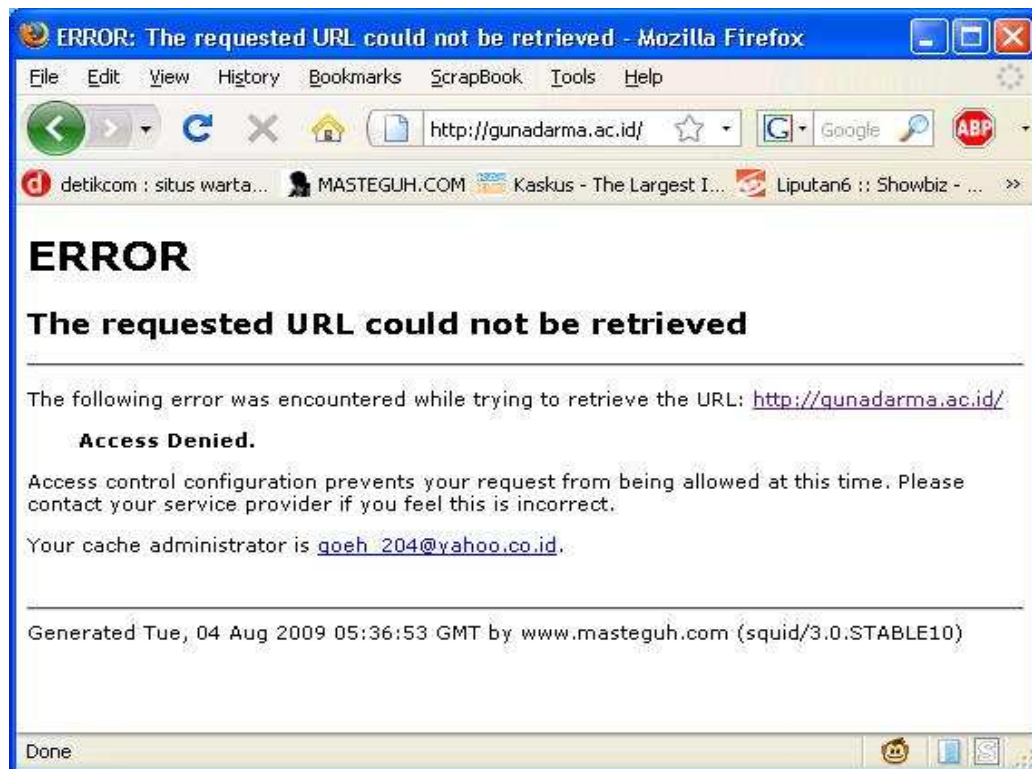 ERROR: The requested URL could not be retrieved - Mozilla Firefox
File Edit View History Bookmarks ScrapBook Tools Help
http://gunadarma.ac.id/ G Google ABP
detikcom : situs warta... MASTEGUH.COM Kaskus - The Largest I... Liputan6 :: Showbiz - ... »
ERROR
The requested URL could not be retrieved
The following error was encountered while trying to retrieve the URL: http://gunadarma.ac.id/
Access Denied.
Access control configuration prevents your request from being allowed at this time. Please
contact your service provider if you feel this is incorrect.
Your cache administrator is goeh_204@yahoo.co.id.
Generated Tue, 04 Aug 2009 05:36:53 GMT by www.masteguh.com (squid/3.0.STABLE10)
Done